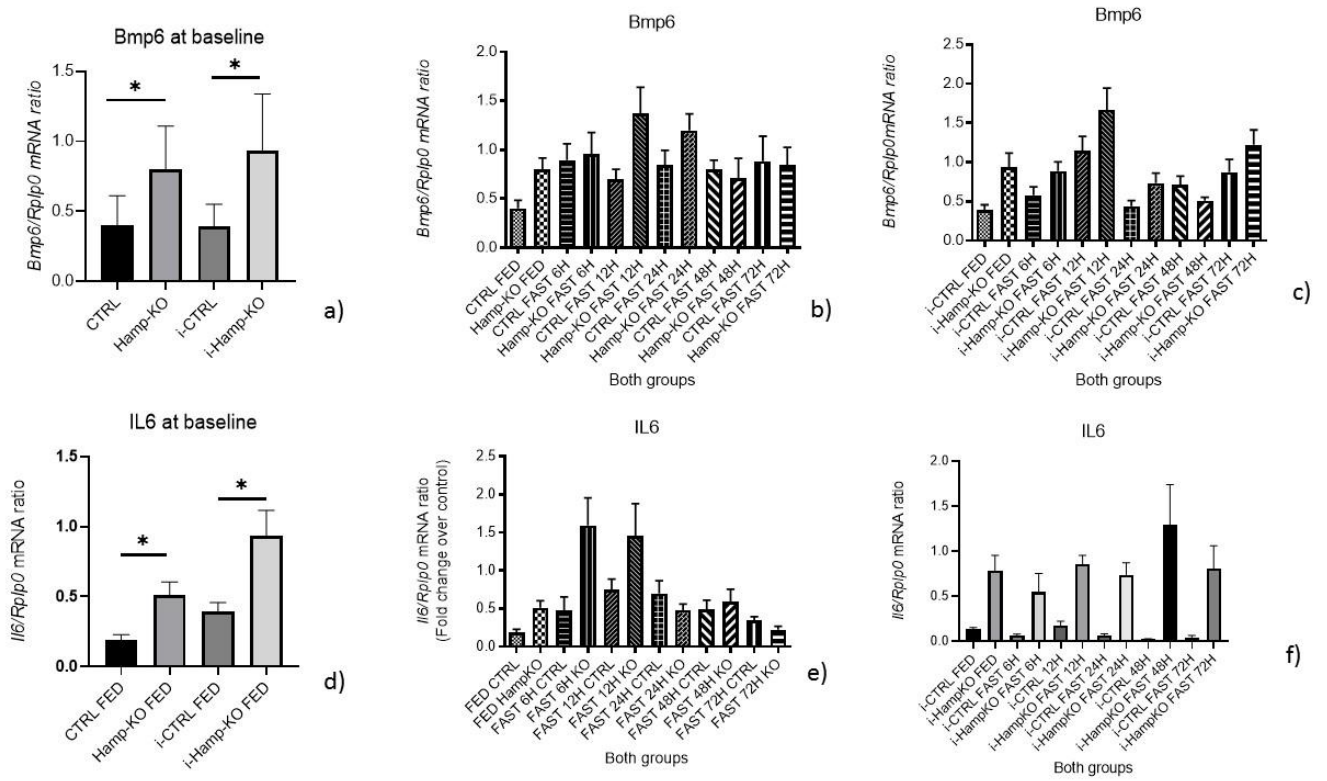 Bmp6 at baseline
Bmp6/Rplp0 mRNA ratio
1.5
1.0
0.5
0.0
*
*
CTRL
Hamp-KO
i-CTRL
i-Hamp-KO
a)
Bmp6
Bmp6/Rplp0 mRNA ratio
2.0
1.5
1.0
0.5
0.0
CTRL FED
Hamp-KO FED
CTRL FAST 6H
Hamp-KO FAST 6H
CTRL FAST 12H
Hamp-KO FAST 12H
CTRL FAST 24H
Hamp-KO FAST 24H
CTRL FAST 48H
Hamp-KO FAST 48H
CTRL FAST 72H
Hamp-KO FAST 72H
Both groups
b)
Bmp6
Bmp6/Rplp0mRNA ratio
2.5
2.0
1.5
1.0
0.5
0.0
i-CTRL FED
i-Hamp-KO FED
i-CTRL FAST 6H
i-Hamp-KO FAST 6H
i-CTRL FAST 12H
i-Hamp-KO FAST 12H
i-CTRL FAST 24H
i-Hamp-KO FAST 24H
i-CTRL FAST 48H
i-Hamp-KO FAST 48H
i-CTRL FAST 72H
i-Hamp-KO FAST 72H
Both groups
c)
IL6 at baseline
Il6/Rplp0 mRNA ratio
1.5
1.0
0.5
0.0
*
*
CTRL FED
Hamp-KO FED
i-CTRL FED
i-Hamp-KO FED
d)
IL6
Il6/Rplp0 mRNA ratio
(Fold change over control)
2.0
1.5
1.0
0.5
0.0
FED CTRL
FED HampKO
FAST 6H CTRL
FAST 6H KO
FAST 12H CTRL
FAST 12H KO
FAST 24H CTRL
FAST 24H KO
FAST 48H CTRL
FAST 48H KO
FAST 72H CTRL
FAST 72H KO
Both groups
e)
IL6
Il6/Rplp0 mRNA ratio
2.0
1.5
1.0
0.5
0.0
i-CTRL FED
i-HampKO FED
i-CTRL FAST 6H
i-HampKO FAST 6H
i-CTRL 12H
i-HampKO FAST 12H
i-CTRL FAST 24H
i-HampKO FAST 24H
i-CTRL 48H
i-HampKO FAST 48H
i-CTRL FAST 72H
i-HampKO FAST 72H
Both groups
f)